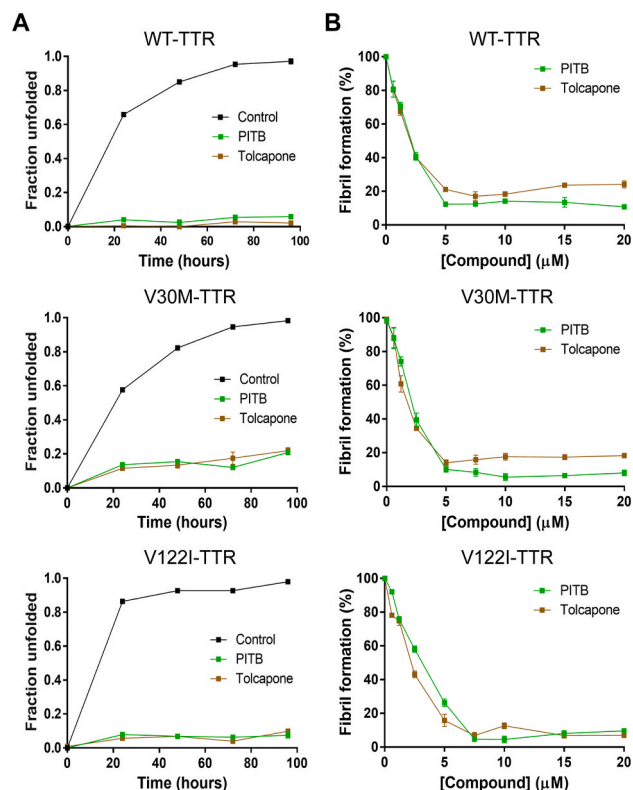 A
B
WT-TTR
Fraction unfolded
1.0
0.8
0.6
0.4
0.2
0.0
0 20 40 60 80 100
Time (hours)
Control
PITB
Tolcapone
WT-TTR
Fibril formation (%)
100
80
60
40
20
0
0 5 10 15 20
[Compound] (μM)
PITB
Tolcapone
V30M-TTR
Fraction unfolded
1.0
0.8
0.6
0.4
0.2
0.0
0 20 40 60 80 100
Time (hours)
Control
PITB
Tolcapone
V30M-TTR
Fibril formation (%)
100
80
60
40
20
0
0 5 10 15 20
[Compound] (μM)
PITB
Tolcapone
V122I-TTR
Fraction unfolded
1.0
0.8
0.6
0.4
0.2
0.0
0 20 40 60 80 100
Time (hours)
Control
PITB
Tolcapone
V122I-TTR
Fibril formation (%)
100
80
60
40
20
0
0 5 10 15 20
[Compound] (μM)
PITB
Tolcapone